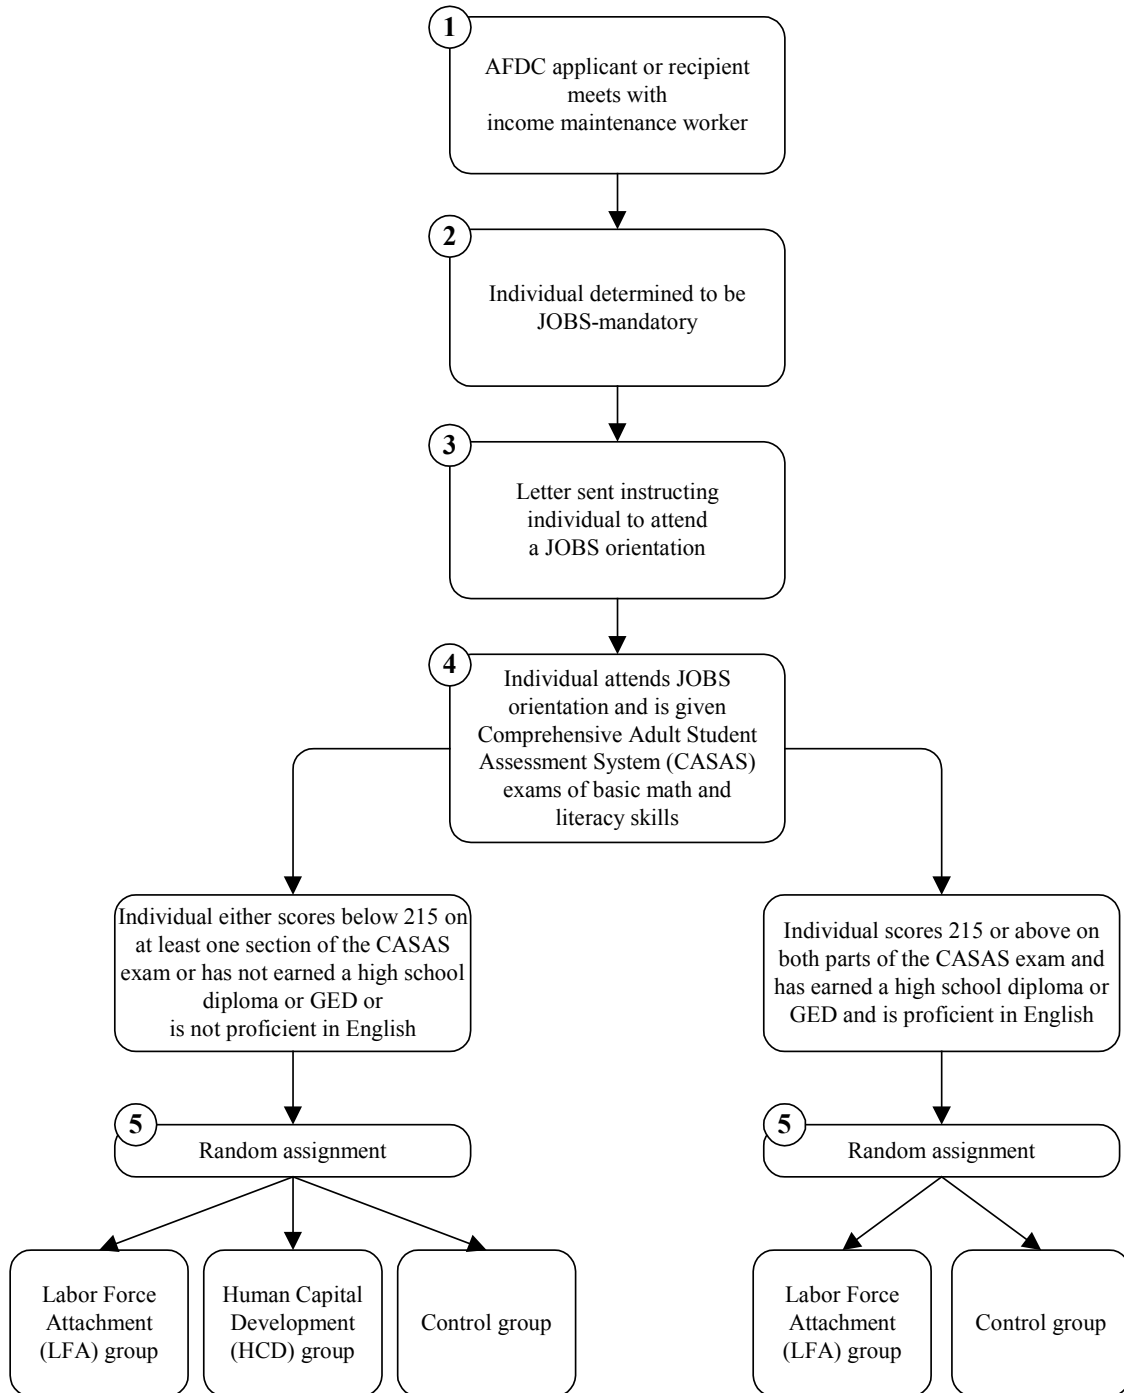 1
AFDC applicant or recipient
meets with
income maintenance worker
2
Individual determined to be
JOBS-mandatory
3
Letter sent instructing
individual to attend
a JOBS orientation
4
Individual attends JOBS
orientation and is given
Comprehensive Adult Student
Assessment System (CASAS)
exams of basic math and
literacy skills
Individual either scores below 215 on
at least one section of the CASAS
exam or has not earned a high school
diploma or GED or
is not proficient in English
Individual scores 215 or above on
both parts of the CASAS exam and
has earned a high school diploma or
GED and is proficient in English
5
Random assignment
5
Random assignment
Labor Force
Attachment
(LFA) group
Human Capital
Development
(HCD) group
Control group
Labor Force
Attachment
(LFA) group
Control group